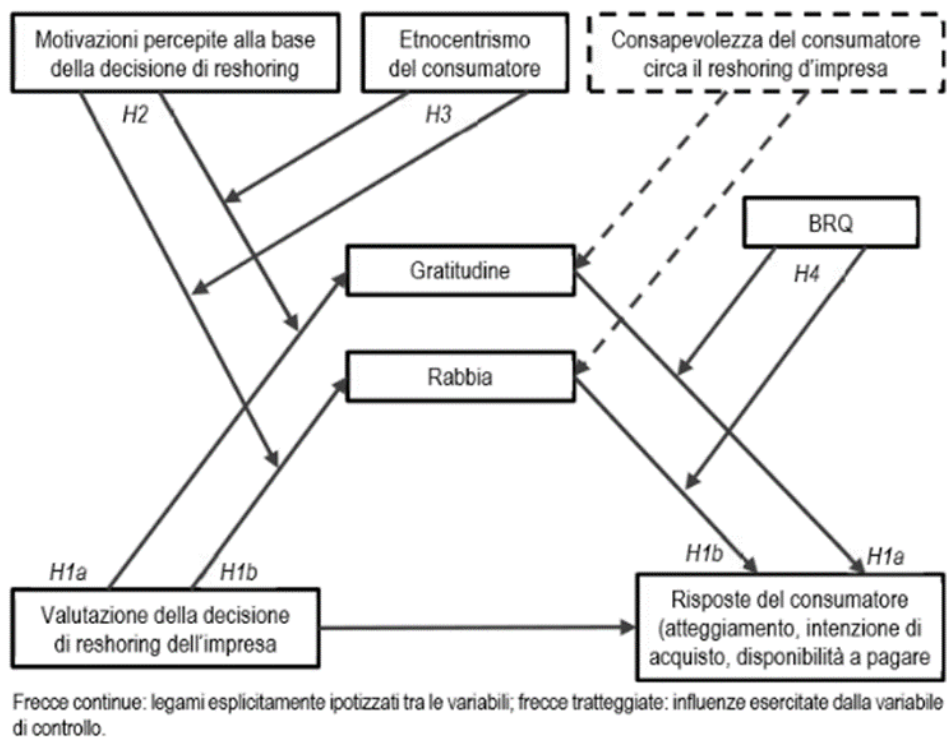 Motivazioni percepite alla base
della decisione di reshoring
Etnocentrismo
del consumatore
Consapevolezza del consumatore
circa il reshoring d'impresa
H2
H3
BRQ
H4
Gratitudine
Rabbia
H1a
H1b
H1b
H1a
Valutazione della decisione
di reshoring dell'impresa
Risposte del consumatore
(atteggiamento, intenzione di
acquisto, disponibilità a pagare
Frecce continue: legami esplicitamente ipotizzati tra le variabili; frecce tratteggiate: influenze esercitate dalla variabile
di controllo.